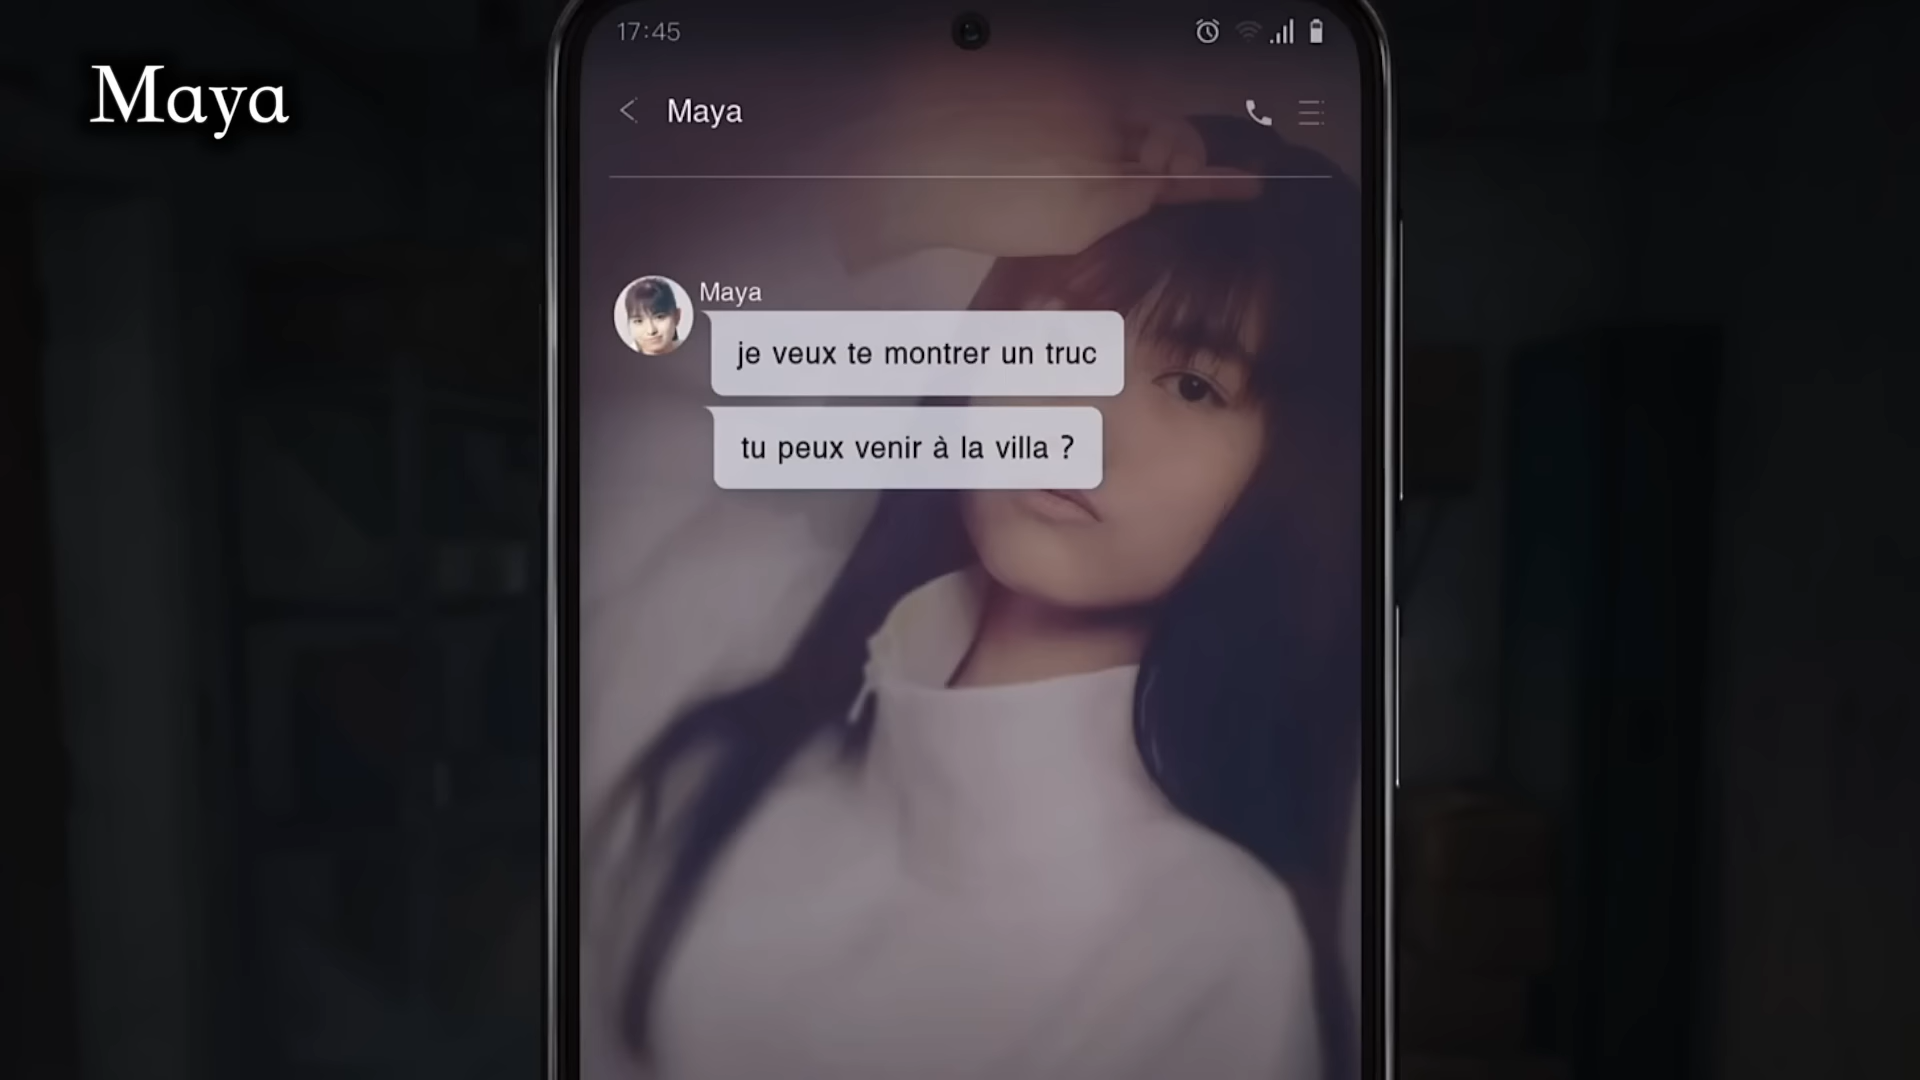 Maya
17:45
Maya
Maya
je veux te montrer un truc
tu peux venir à la villa ?